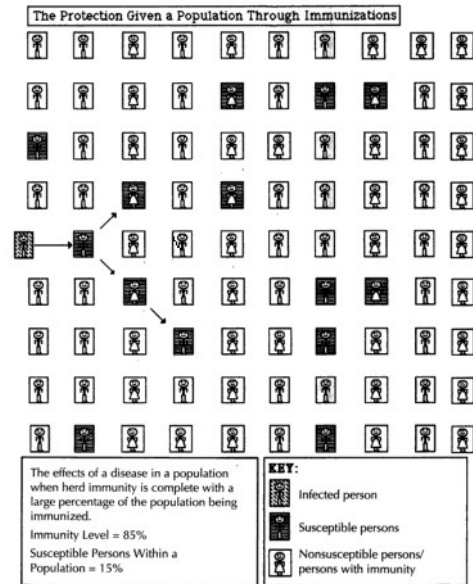 The Protection Given a Population Through Immunizations
The effects of a disease in a population
when herd immunity is complete with a
large percentage of the population being
immunized.
Immunity Level = 85%
Susceptible Persons Within a
Population = 15%
KEY:
Infected person
Susceptible persons
Nonsusceptible persons/
persons with immunity